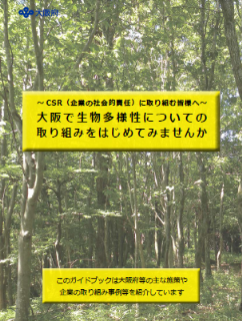 大阪府
～CSR（企業の社会的責任）に取り組む皆様へ～
大阪で生物多様性についての
取り組みをはじめてみませんか
このガイドブックは大阪府等の主な施策や
企業の取り組み事例等を紹介しています